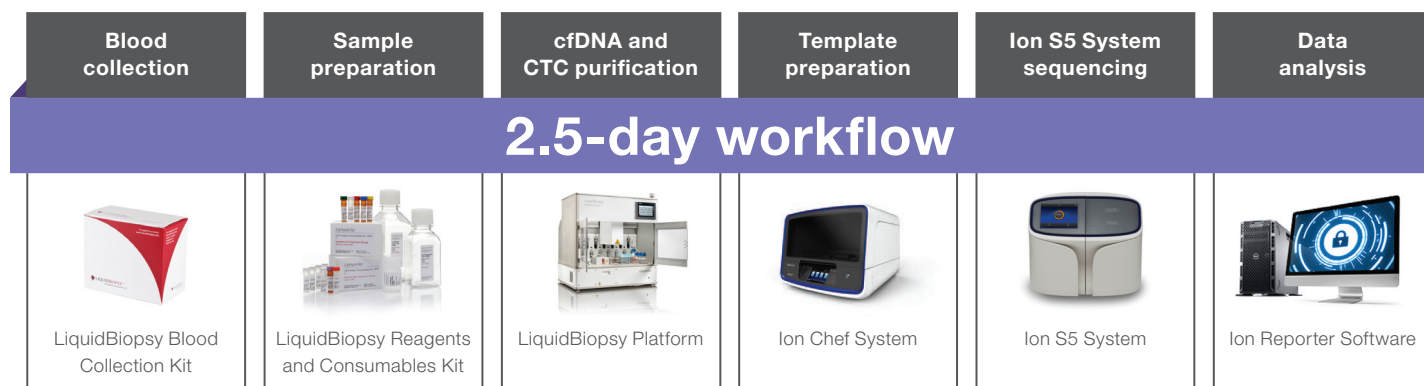 Blood
collection
Sample
preparation
cfDNA and
CTC purification
Template
preparation
Ion S5 System
sequencing
Data
analysis
2.5-day workflow
LiquidBiopsy Blood
Collection Kit
LiquidBiopsy Reagents
and Consumables Kit
LiquidBiopsy Platform
Ion Chef System
Ion S5 System
Ion Reporter Software